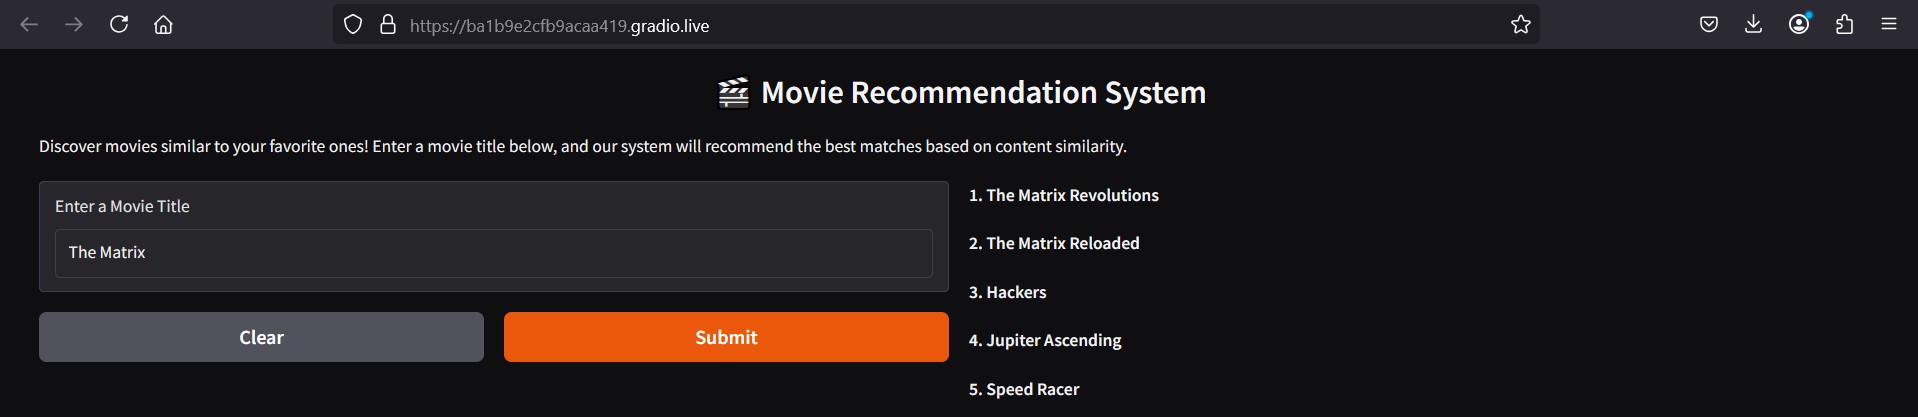 https://ba1b9e2cfb9acaa419.gradio.live
🎬 Movie Recommendation System
Discover movies similar to your favorite ones! Enter a movie title below, and our system will recommend the best matches based on content similarity.
Enter a Movie Title
The Matrix
Clear
Submit
1. The Matrix Revolutions
2. The Matrix Reloaded
3. Hackers
4. Jupiter Ascending
5. Speed Racer